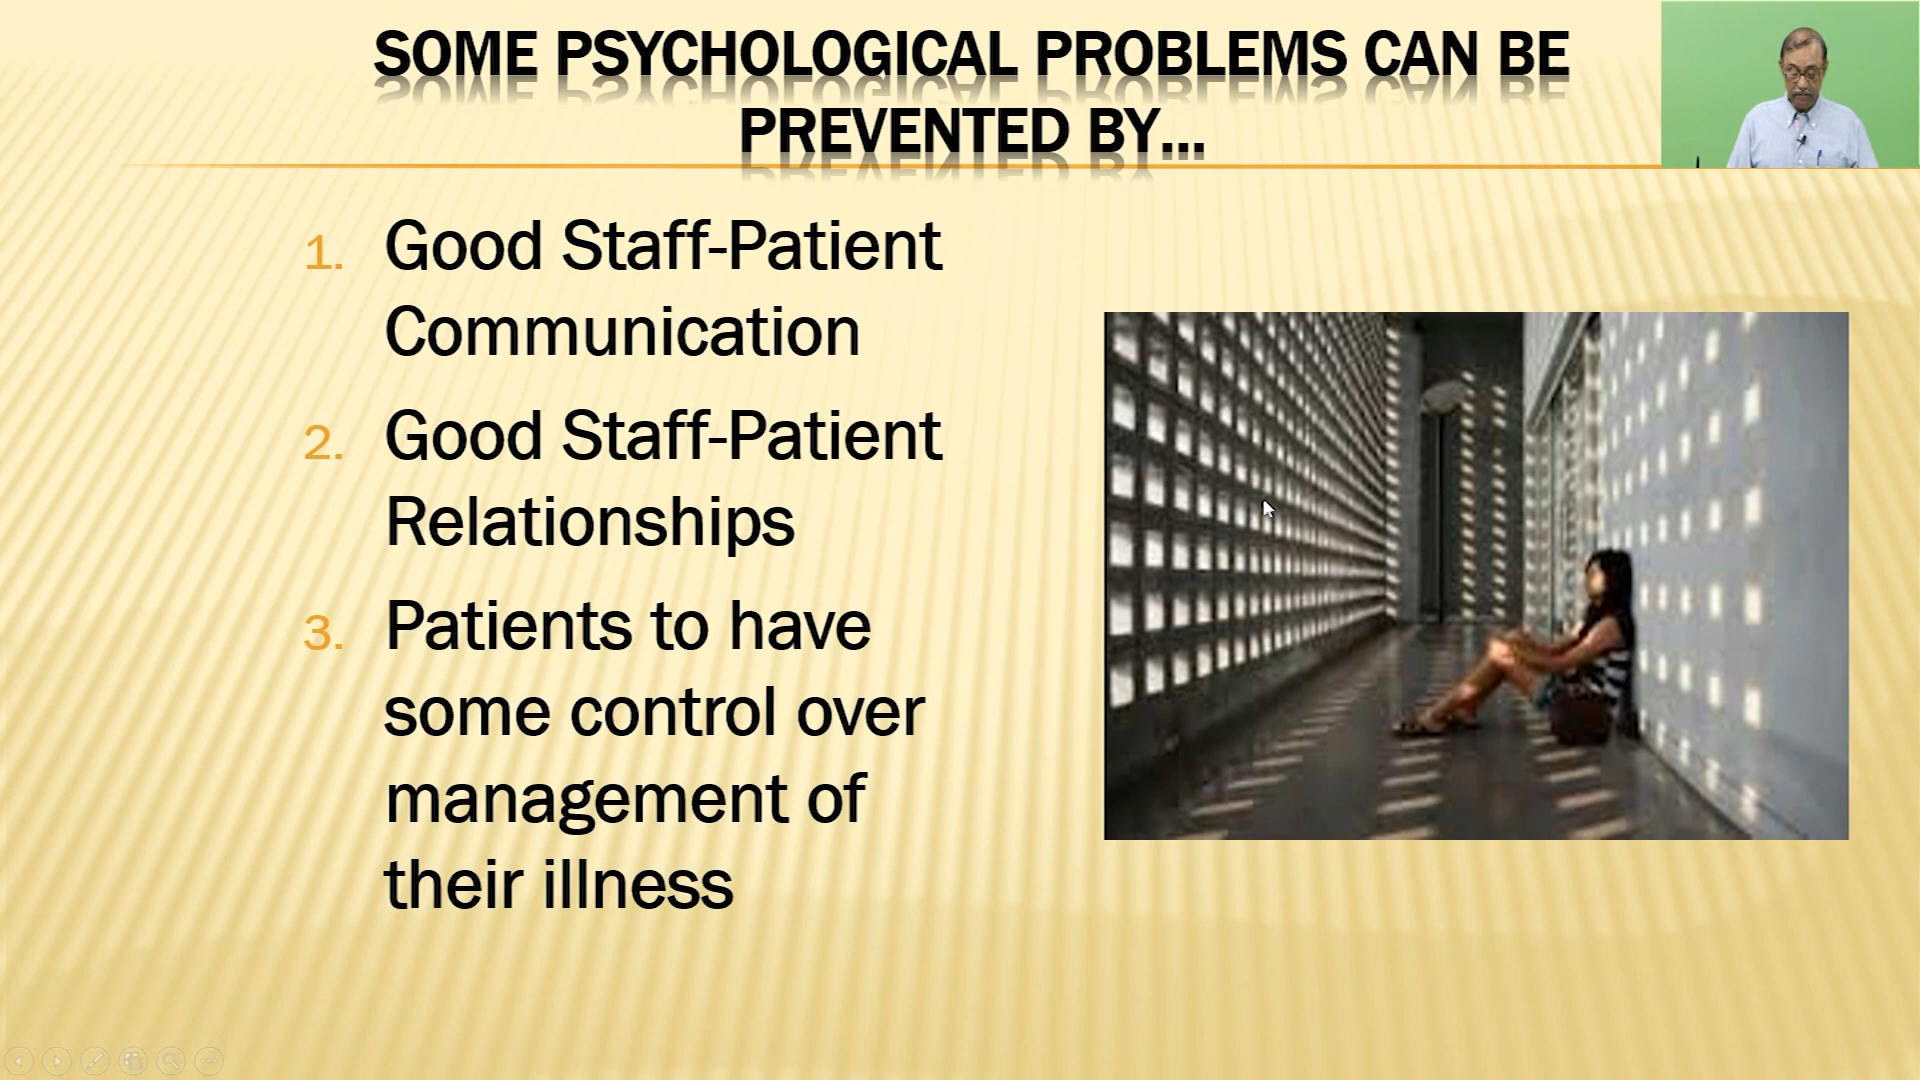 SOME PSYCHOLOGICAL PROBLEMS CAN BE
PREVENTED BY...
1. Good Staff-Patient
Communication
2. Good Staff-Patient
Relationships
3. Patients to have
some control over
management of
their illness